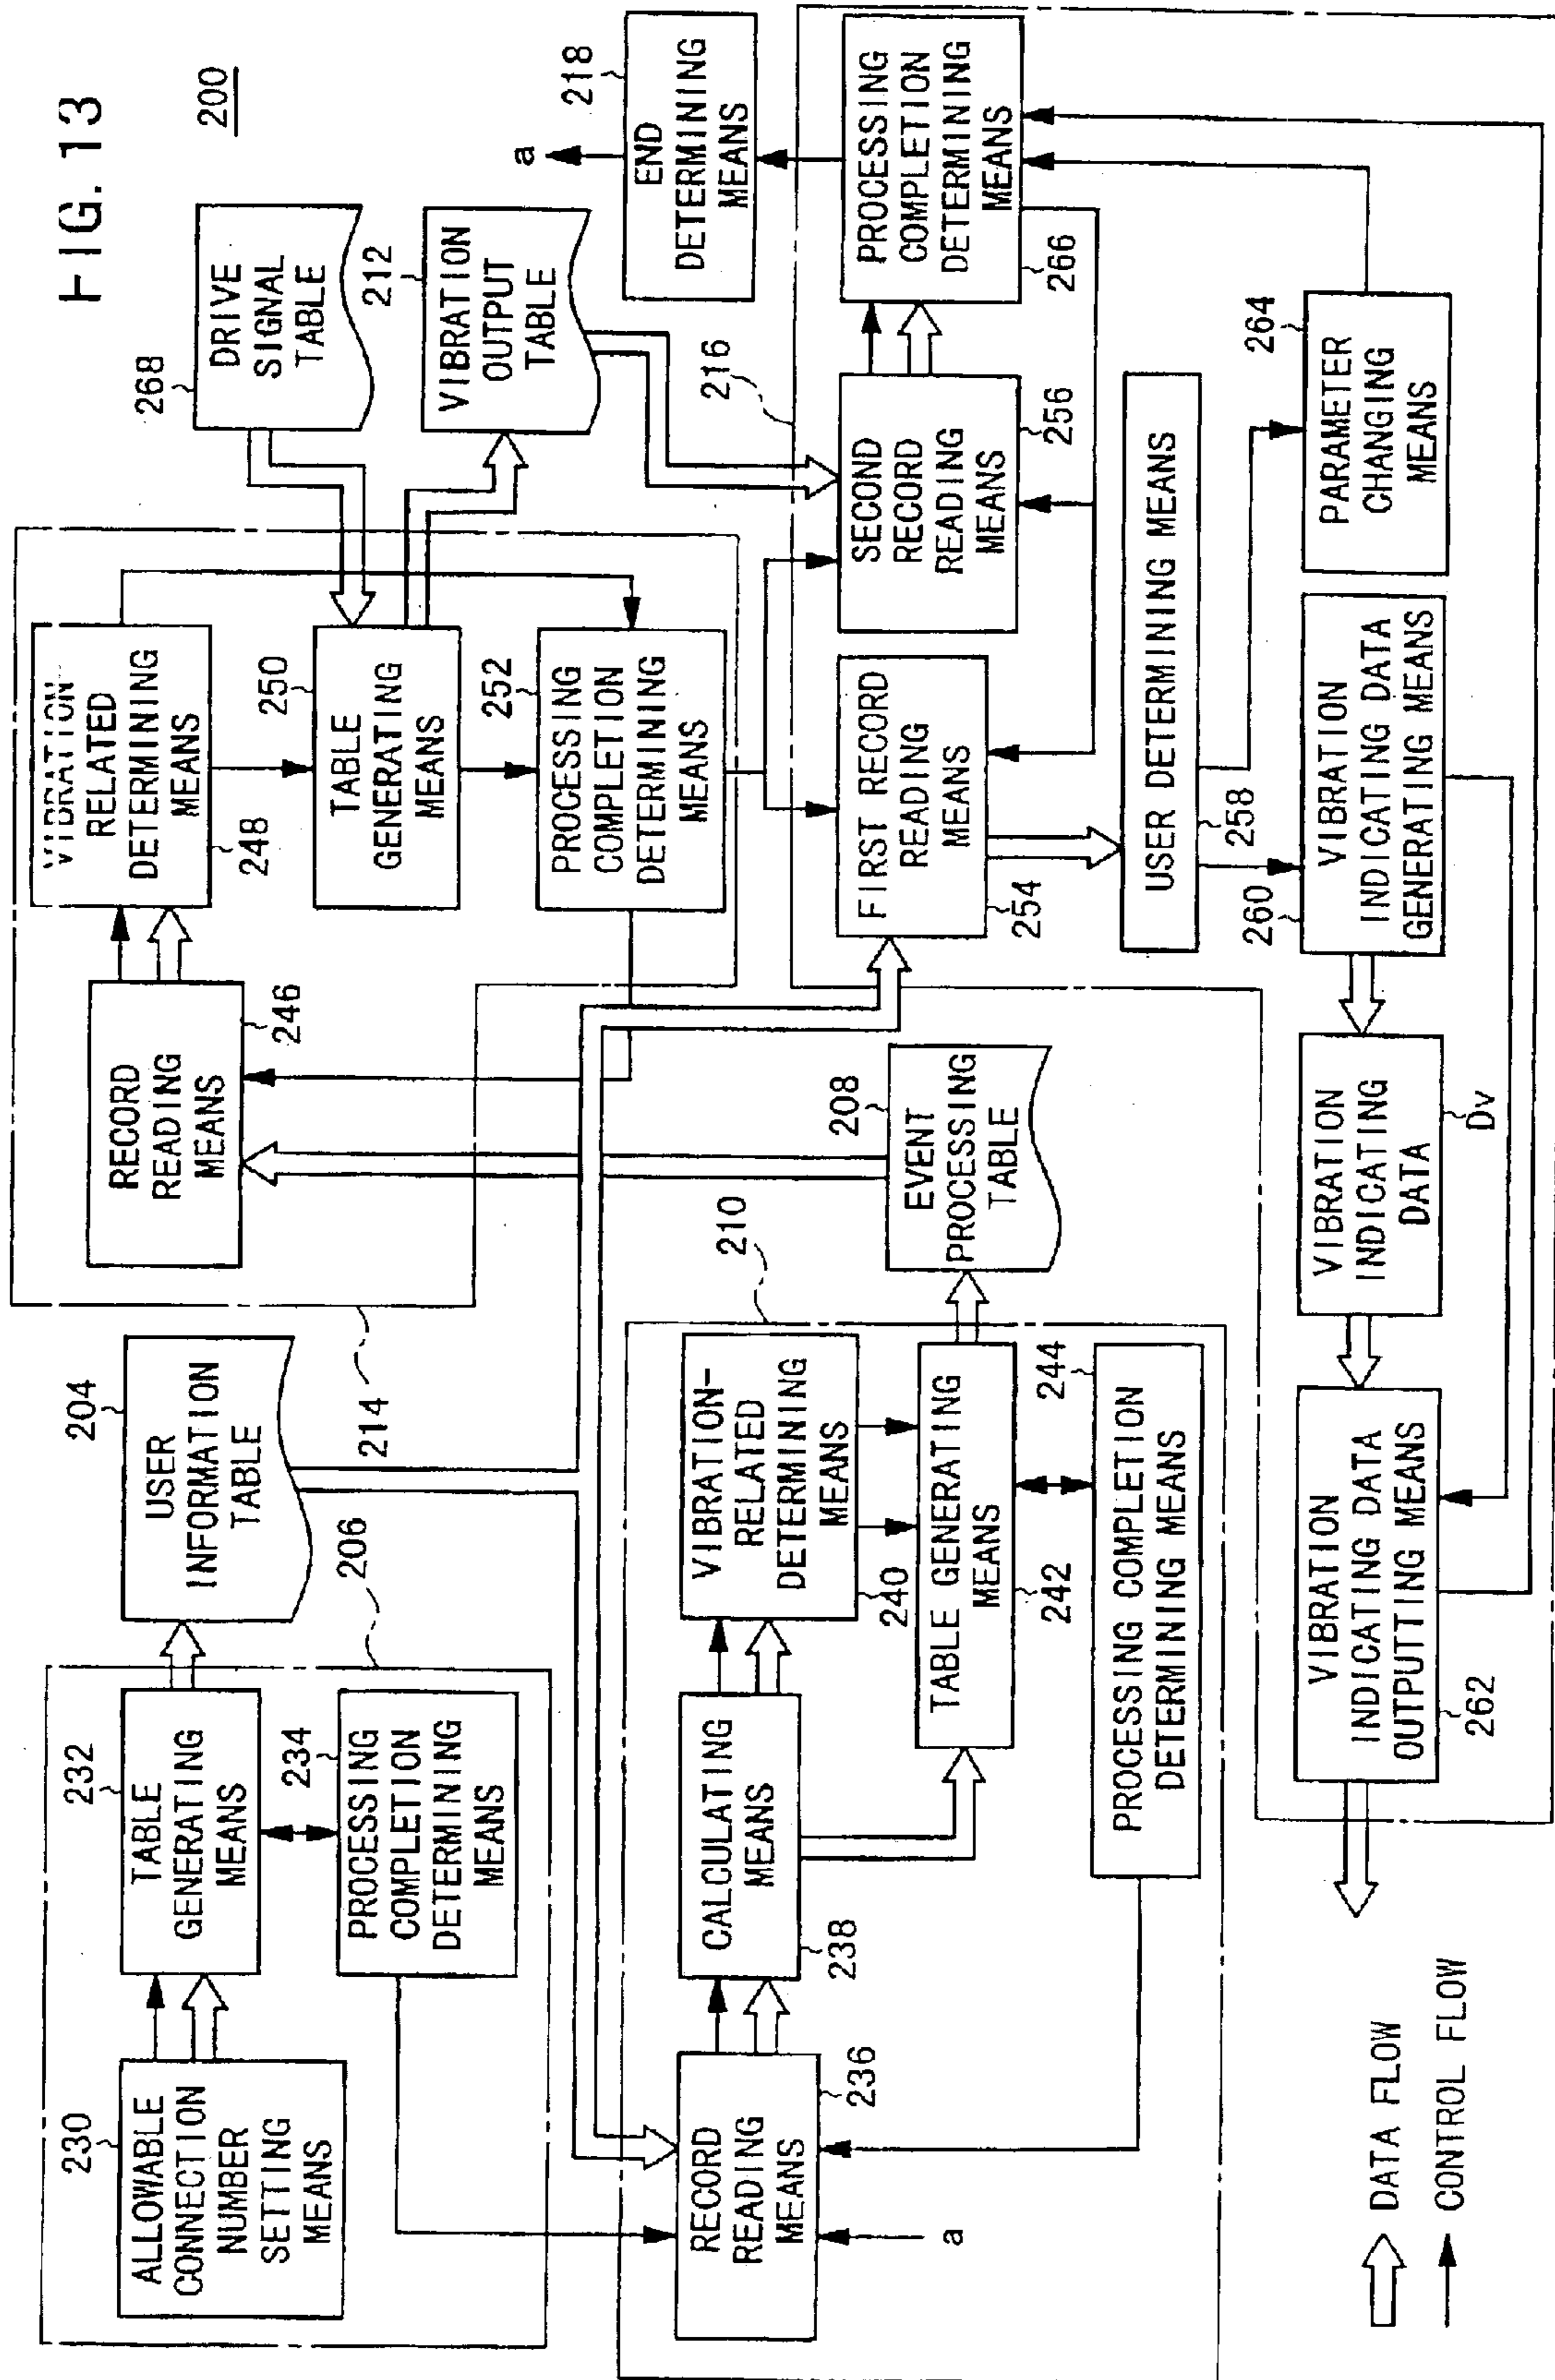 FIG. 13
200
230
ALLOWABLE
CONNECTION
NUMBER
SETTING
MEANS
232
TABLE
GENERATING
MEANS
234
PROCESSING
COMPLETION
DETERMINING
MEANS
206
204
USER
INFORMATION
TABLE
214
RECORD
READING
MEANS
246
VIBRATION
RELATED
DETERMINING
MEANS
248
250
TABLE
GENERATING
MEANS
252
PROCESSING
COMPLETION
DETERMINING
MEANS
268
DRIVE
SIGNAL
TABLE
212
VIBRATION
OUTPUT
TABLE
a
218
END
DETERMINING
MEANS
RECORD
READING
MEANS
236
a
CALCULATING
MEANS
238
210
VIBRATION-
RELATED
DETERMINING
MEANS
240
TABLE GENERATING
MEANS
242
244
PROCESSING COMPLETION
DETERMINING MEANS
208
EVENT
PROCESSING
TABLE
216
FIRST RECORD
READING
MEANS
254
SECOND
RECORD
READING
MEANS
256
PROCESSING
COMPLETION
DETERMINING
MEANS
266
USER DETERMINING MEANS
258
264
PARAMETER
CHANGING
MEANS
260
VIBRATION
INDICATING DATA
GENERATING MEANS
VIBRATION
INDICATING
DATA
Dv
VIBRATION
INDICATING DATA
OUTPUTTING MEANS
262
DATA FLOW
CONTROL FLOW